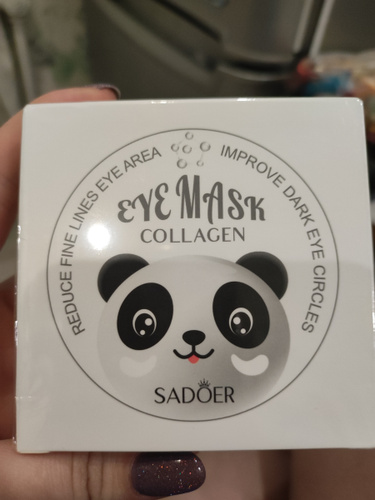 REDUCE FINE LINES EYE AREA
IMPROVE DARK EYE CIRCLES
EYE MASK
COLLAGEN
SADOER